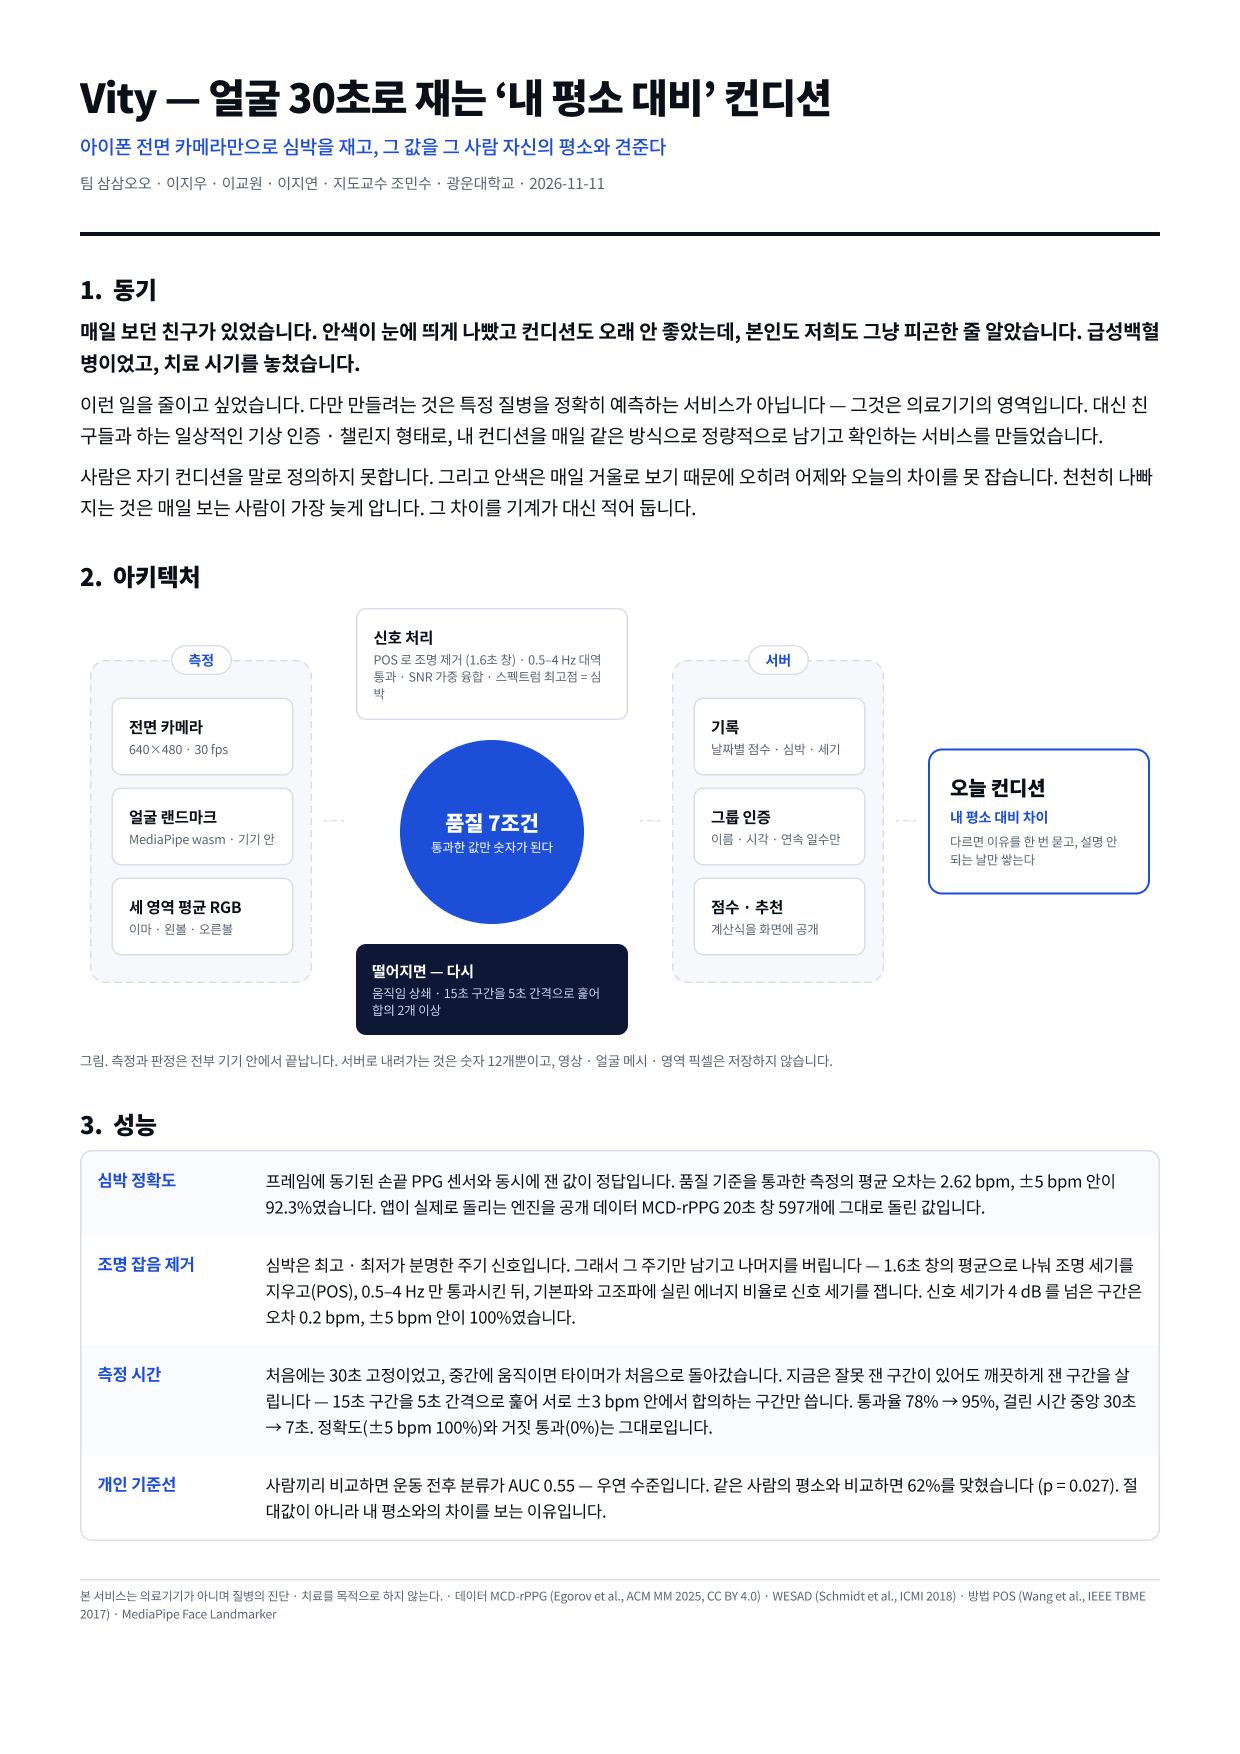 Vity — 얼굴 30초로 재는 ‘내 평소 대비’ 컨디션
아이폰 전면 카메라만으로 심박을 재고, 그 값을 그 사람 자신의 평소와 견준다
팀 삼삼오오 · 이지우 · 이교원 · 이지연 · 지도교수 조민수 · 광운대학교 · 2026-11-11
1. 동기
매일 보던 친구가 있었습니다. 안색이 눈에 띄게 나빴고 컨디션도 오래 안 좋았는데, 본인도 저희도 그냥 피곤한 줄 알았습니다. 급성백혈
병이었고, 치료 시기를 놓쳤습니다.
이런 일을 줄이고 싶었습니다. 다만 만들려는 것은 특정 질병을 정확히 예측하는 서비스가 아닙니다 — 그것은 의료기기의 영역입니다. 대신 친
구들과 하는 일상적인 기상 인증 · 챌린지 형태로, 내 컨디션을 매일 같은 방식으로 정량적으로 남기고 확인하는 서비스를 만들었습니다.
사람은 자기 컨디션을 말로 정의하지 못합니다. 그리고 안색은 매일 거울로 보기 때문에 오히려 어제와 오늘의 차이를 못 잡습니다. 천천히 나빠
지는 것은 매일 보는 사람이 가장 늦게 압니다. 그 차이를 기계가 대신 적어 둡니다.
2. 아키텍처
측정
전면 카메라
640×480 · 30 fps
얼굴 랜드마크
MediaPipe wasm · 기기 안
세 영역 평균 RGB
이마 · 왼볼 · 오른볼
신호 처리
POS 로 조명 제거 (1.6초 창) · 0.5–4 Hz 대역
통과 · SNR 가중 융합 · 스펙트럼 최고점 = 심
박
품질 7조건
통과한 값만 숫자가 된다
떨어지면 — 다시
움직임 상쇄 · 15초 구간을 5초 간격으로 훑어
합의 2개 이상
서버
기록
날짜별 점수 · 심박 · 세기
그룹 인증
이름 · 시각 · 연속 일수만
점수 · 추천
계산식을 화면에 공개
오늘 컨디션
내 평소 대비 차이
다르면 이유를 한 번 묻고, 설명 안
되는 날만 쌓는다
그림. 측정과 판정은 전부 기기 안에서 끝납니다. 서버로 내려가는 것은 숫자 12개뿐이고, 영상 · 얼굴 메시 · 영역 픽셀은 저장하지 않습니다.
3. 성능
심박 정확도
프레임에 동기된 손끝 PPG 센서와 동시에 잰 값이 정답입니다. 품질 기준을 통과한 측정의 평균 오차는 2.62 bpm, ±5 bpm 안이
92.3%였습니다. 앱이 실제로 돌리는 엔진을 공개 데이터 MCD-rPPG 20초 창 597개에 그대로 돌린 값입니다.
조명 잡음 제거
심박은 최고 · 최저가 분명한 주기 신호입니다. 그래서 그 주기만 남기고 나머지를 버립니다 — 1.6초 창의 평균으로 나눠 조명 세기를
지우고(POS), 0.5–4 Hz 만 통과시킨 뒤, 기본파와 고조파에 실린 에너지 비율로 신호 세기를 잽니다. 신호 세기가 4 dB 를 넘은 구간은
오차 0.2 bpm, ±5 bpm 안이 100%였습니다.
측정 시간
처음에는 30초 고정이었고, 중간에 움직이면 타이머가 처음으로 돌아갔습니다. 지금은 잘못 잰 구간이 있어도 깨끗하게 잰 구간을 살
립니다 — 15초 구간을 5초 간격으로 훑어 서로 ±3 bpm 안에서 합의하는 구간만 씁니다. 통과율 78% → 95%, 걸린 시간 중앙 30초
→ 7초. 정확도(±5 bpm 100%)와 거짓 통과(0%)는 그대로입니다.
개인 기준선
사람끼리 비교하면 운동 전후 분류가 AUC 0.55 — 우연 수준입니다. 같은 사람의 평소와 비교하면 62%를 맞혔습니다 (p = 0.027). 절
대값이 아니라 내 평소와의 차이를 보는 이유입니다.
본 서비스는 의료기기가 아니며 질병의 진단 · 치료를 목적으로 하지 않는다. · 데이터 MCD-rPPG (Egorov et al., ACM MM 2025, CC BY 4.0) · WESAD (Schmidt et al., ICMI 2018) · 방법 POS (Wang et al., IEEE TBME
2017) · MediaPipe Face Landmarker